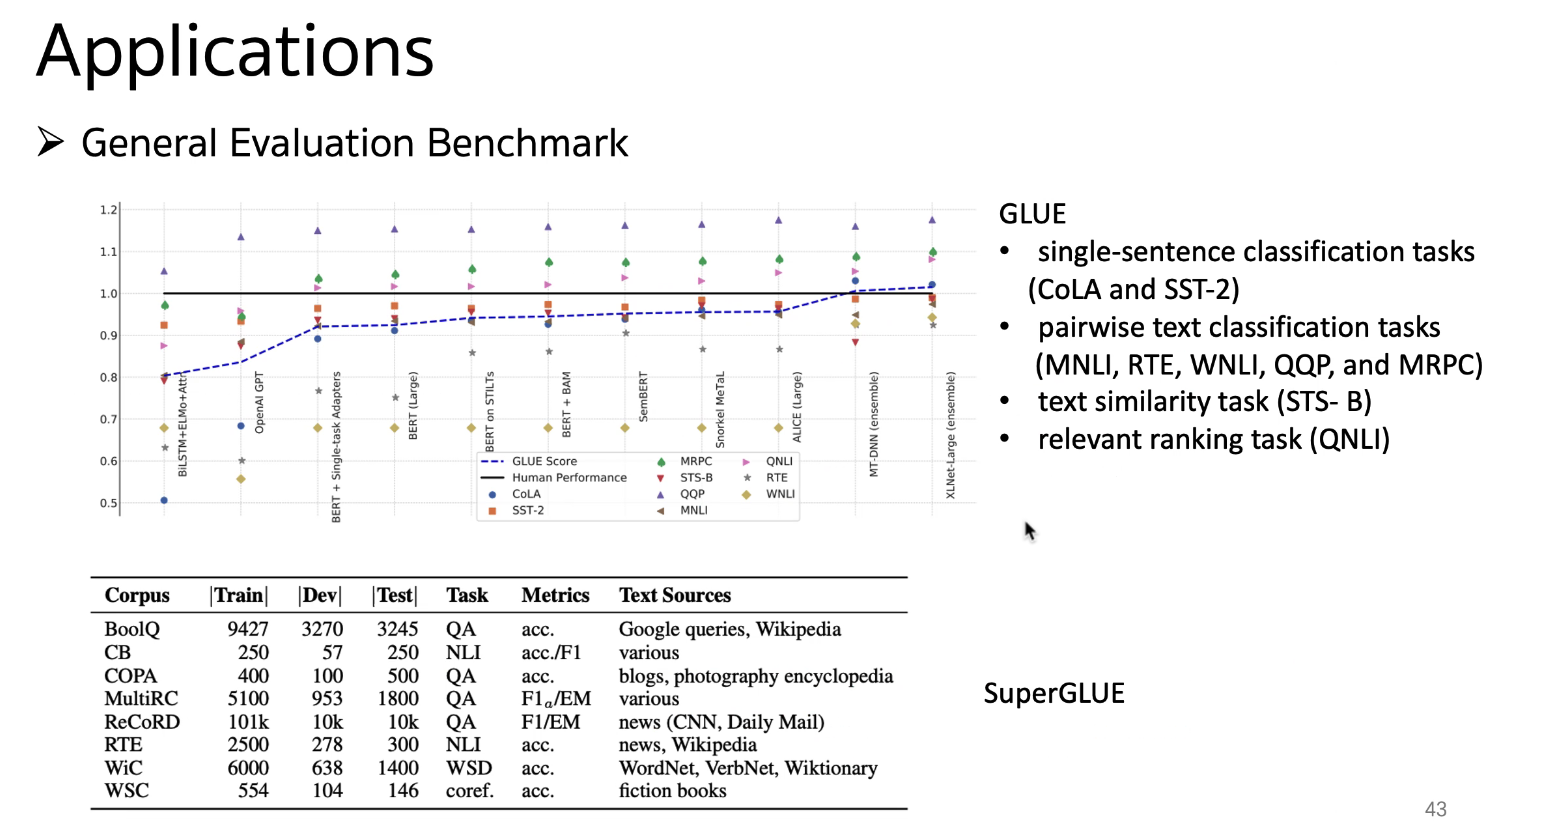 Applications
➢ General Evaluation Benchmark
1.2
1.1
1.0
0.9
0.8
0.7
0.6
0.5
BiLSTM+ELMo+Attn
OpenAI GPT
BERT + Single-task Adapters
BERT (Large)
BERT on STILTs
BERT + BAM
SemBERT
Snorkel MeTaL
ALICE (Large)
MT-DNN (ensemble)
XLNet-Large (ensemble)
GLUE Score
Human Performance
CoLA
SST-2
MRPC
STS-B
QQP
MNLI
QNLI
RTE
WNLI
GLUE
• single-sentence classification tasks
(CoLA and SST-2)
• pairwise text classification tasks
(MNLI, RTE, WNLI, QQP, and MRPC)
• text similarity task (STS- B)
• relevant ranking task (QNLI)
Corpus |Train| |Dev| |Test| Task Metrics Text Sources
BoolQ 9427 3270 3245 QA acc. Google queries, Wikipedia
CB 250 57 250 NLI acc./F1 various
COPA 400 100 500 QA acc. blogs, photography encyclopedia
MultiRC 5100 953 1800 QA F1ₐ/EM various
ReCoRD 101k 10k 10k QA F1/EM news (CNN, Daily Mail)
RTE 2500 278 300 NLI acc. news, Wikipedia
WiC 6000 638 1400 WSD acc. WordNet, VerbNet, Wiktionary
WSC 554 104 146 coref. acc. fiction books
SuperGLUE
43